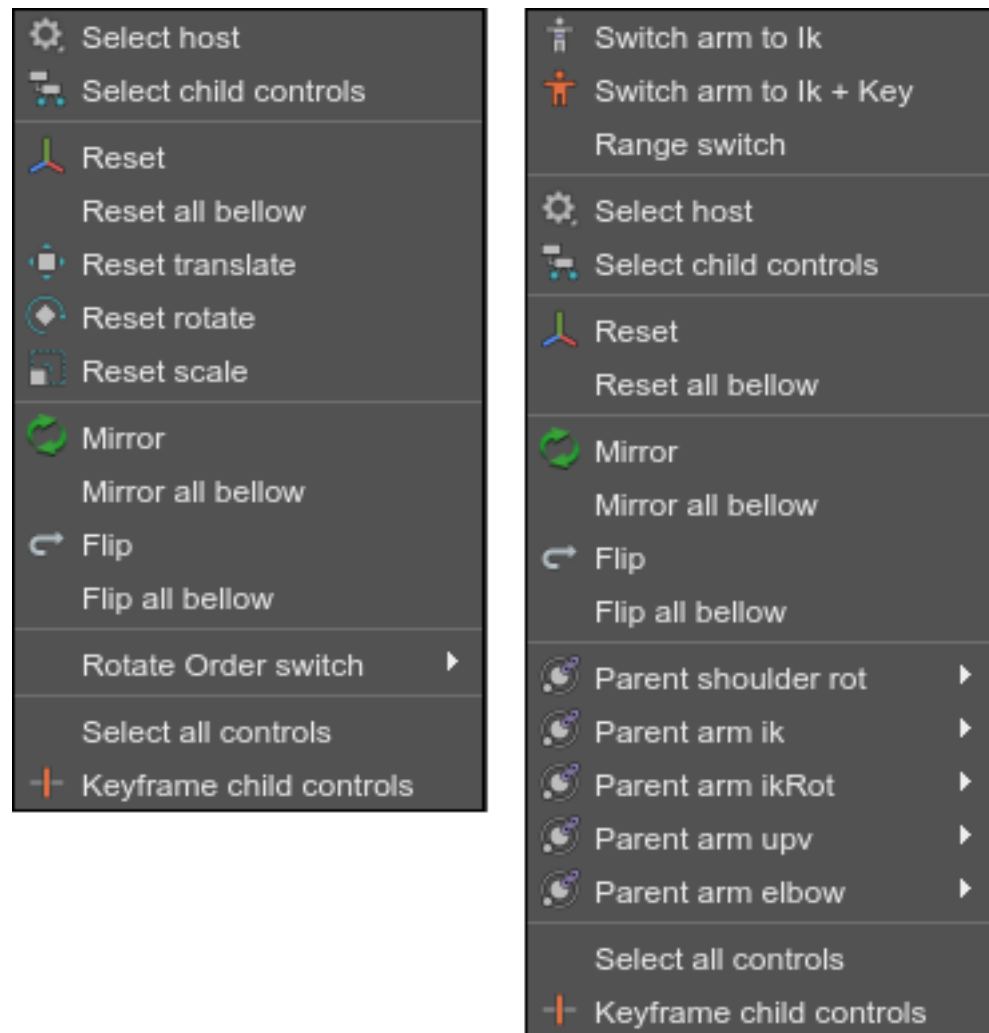 Select host
Select child controls
Reset
Reset all bellow
Reset translate
Reset rotate
Reset scale
Mirror
Mirror all bellow
Flip
Flip all bellow
Rotate Order switch
Select all controls
Keyframe child controls
Switch arm to Ik
Switch arm to Ik + Key
Range switch
Select host
Select child controls
Reset
Reset all bellow
Mirror
Mirror all bellow
Flip
Flip all bellow
Parent shoulder rot
Parent arm ik
Parent arm ikRot
Parent arm upv
Parent arm elbow
Select all controls
Keyframe child controls